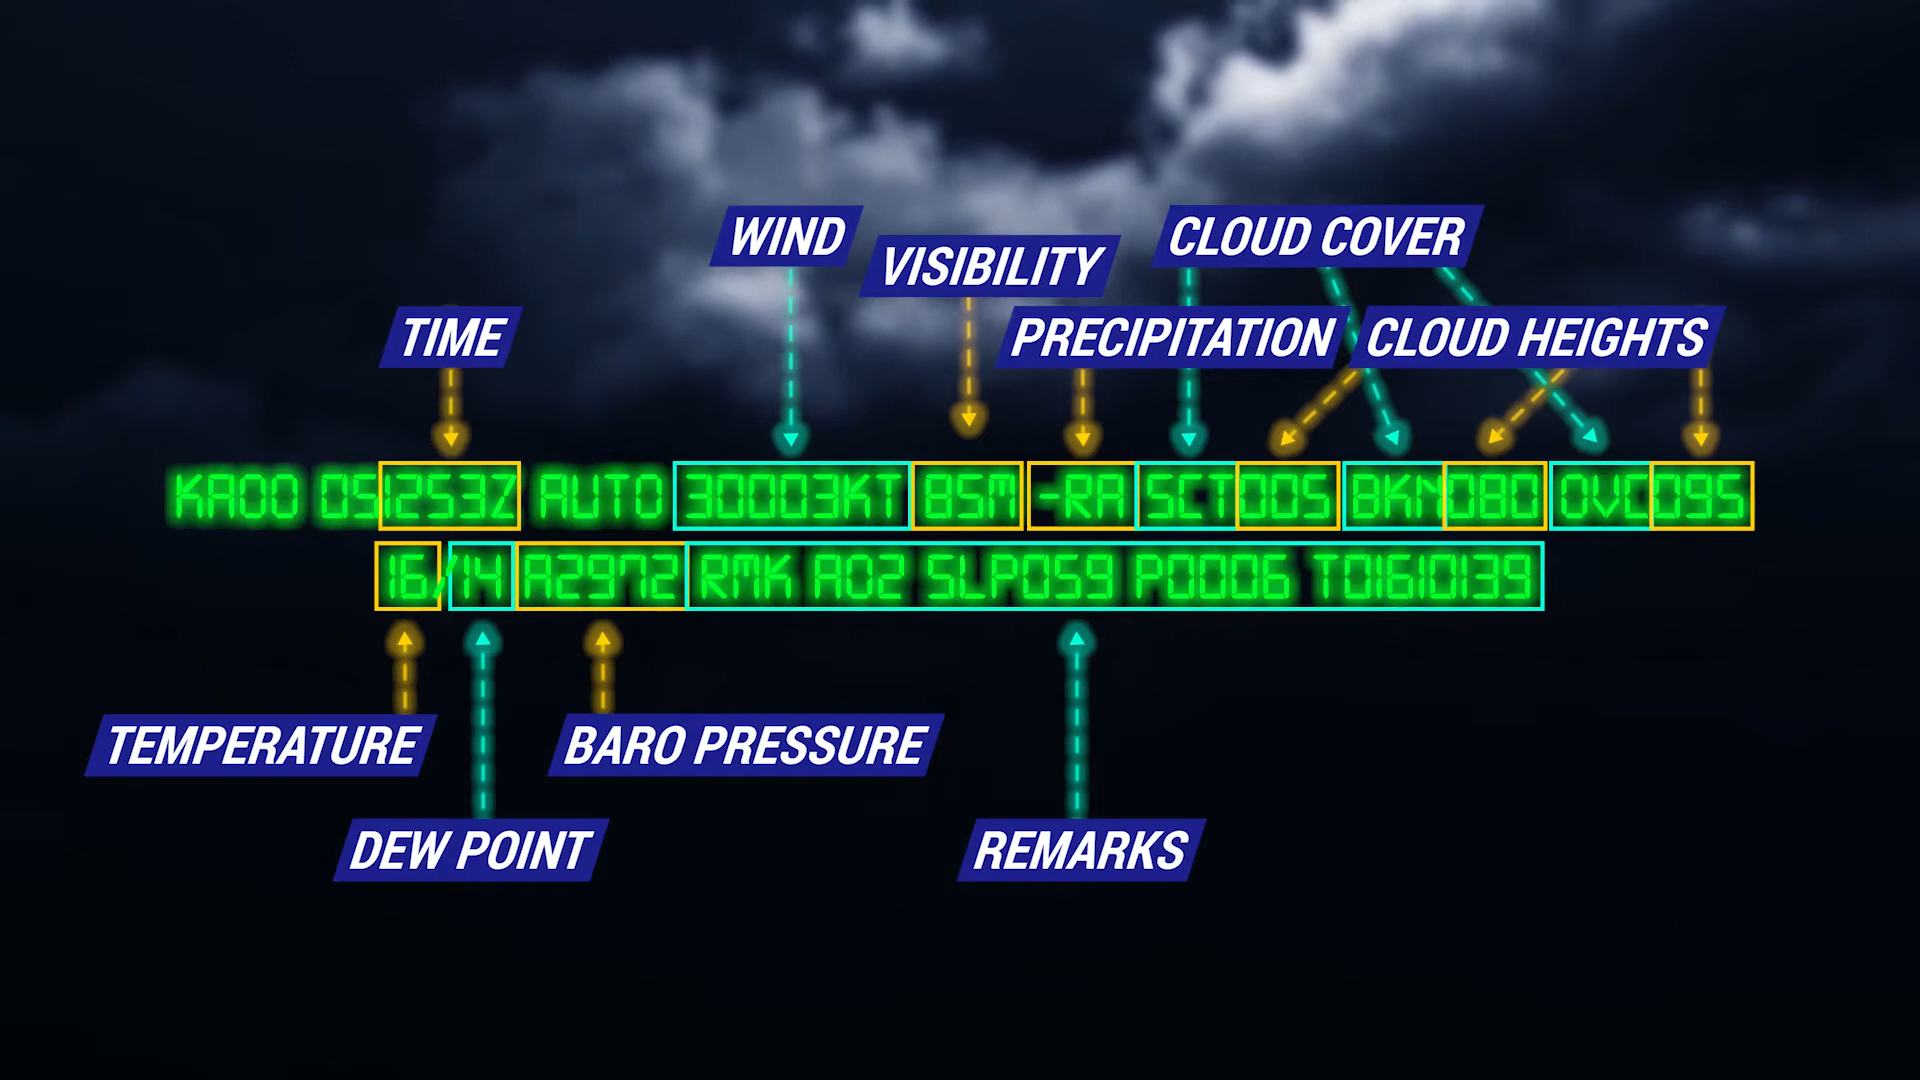 WIND
CLOUD COVER
VISIBILITY
TIME
PRECIPITATION
CLOUD HEIGHTS
KAOO 051253Z AUTO 30003KT 8SM -RA SCT005 BKN080 OVC095
16/14 A2972 RMK AO2 SLP059 P0006 T01610139
TEMPERATURE
BARO PRESSURE
DEW POINT
REMARKS